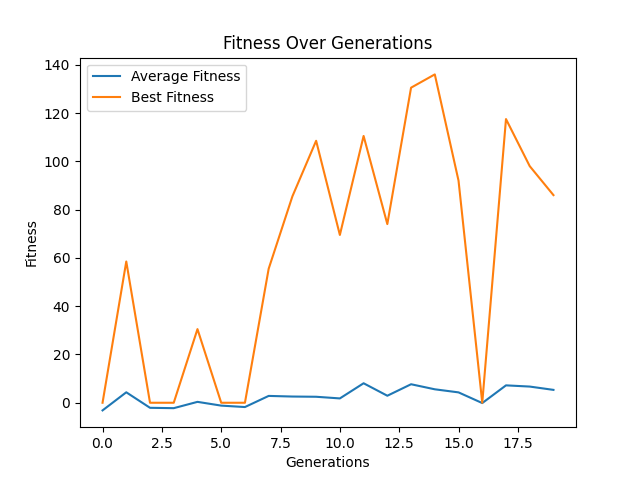 Fitness Over Generations
Average Fitness
Best Fitness
140
120
100
80
60
40
20
0
Fitness
0.0 2.5 5.0 7.5 10.0 12.5 15.0 17.5
Generations